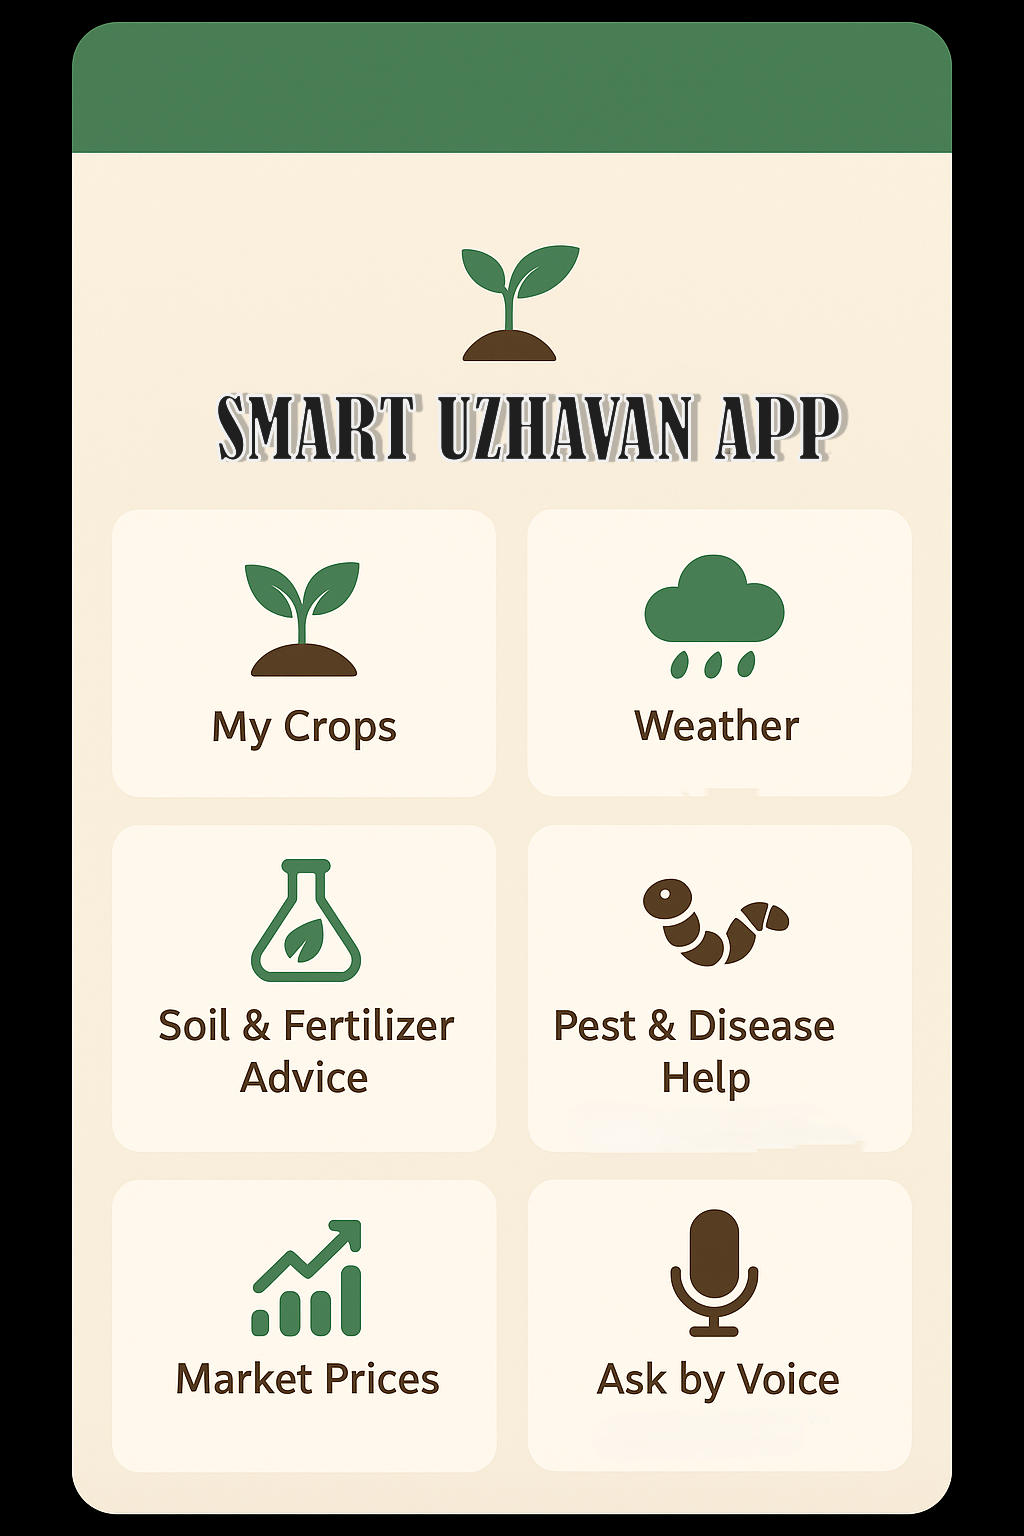 SMART UZHAVAN APP
My Crops
Weather
Soil & Fertilizer
Advice
Pest & Disease
Help
Market Prices
Ask by Voice